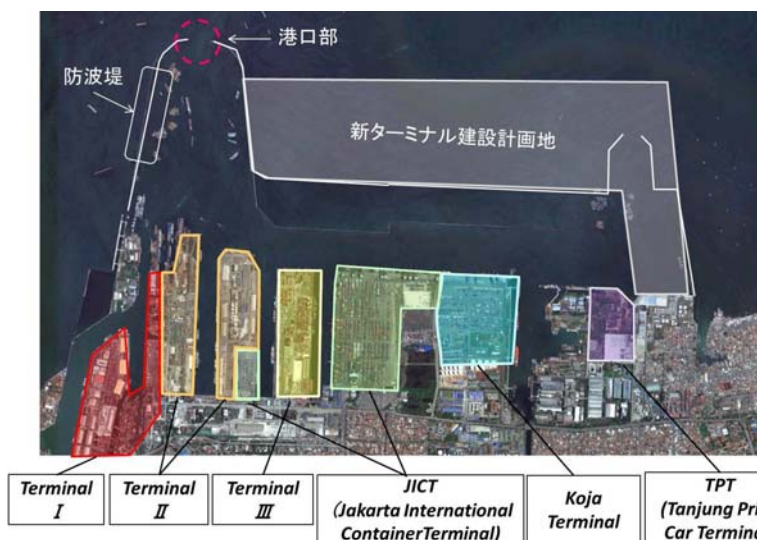 港口部
防波堤
新ターミナル建設計画地
Terminal
Ⅰ
Terminal
Ⅱ
Terminal
Ⅲ
JICT
(Jakarta International
ContainerTerminal)
Koja
Terminal
TPT
(Tanjung Pri
Car Termina